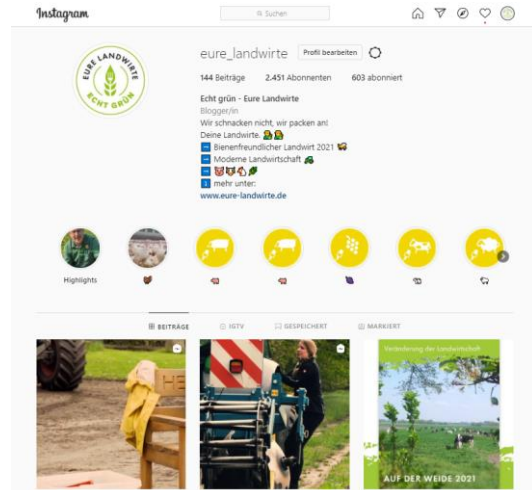 Instagram
Suchen
EURE LANDWIRTE
ECHT GRÜN
eure_landwirte Profil bearbeiten
144 Beiträge 2.451 Abonnenten 603 abonniert
Echt grün - Eure Landwirte
Blogger/in
Wir schnacken nicht, wir packen an!
Deine Landwirte.
Bienenfreundlicher Landwirt 2021
Moderne Landwirtschaft
mehr unter:
www.eure-landwirte.de
Highlights
BEITRÄGE IGTV GESPEICHERT MARKIERT
Veränderung der Landwirtschaft
AUF DER WEIDE 2021